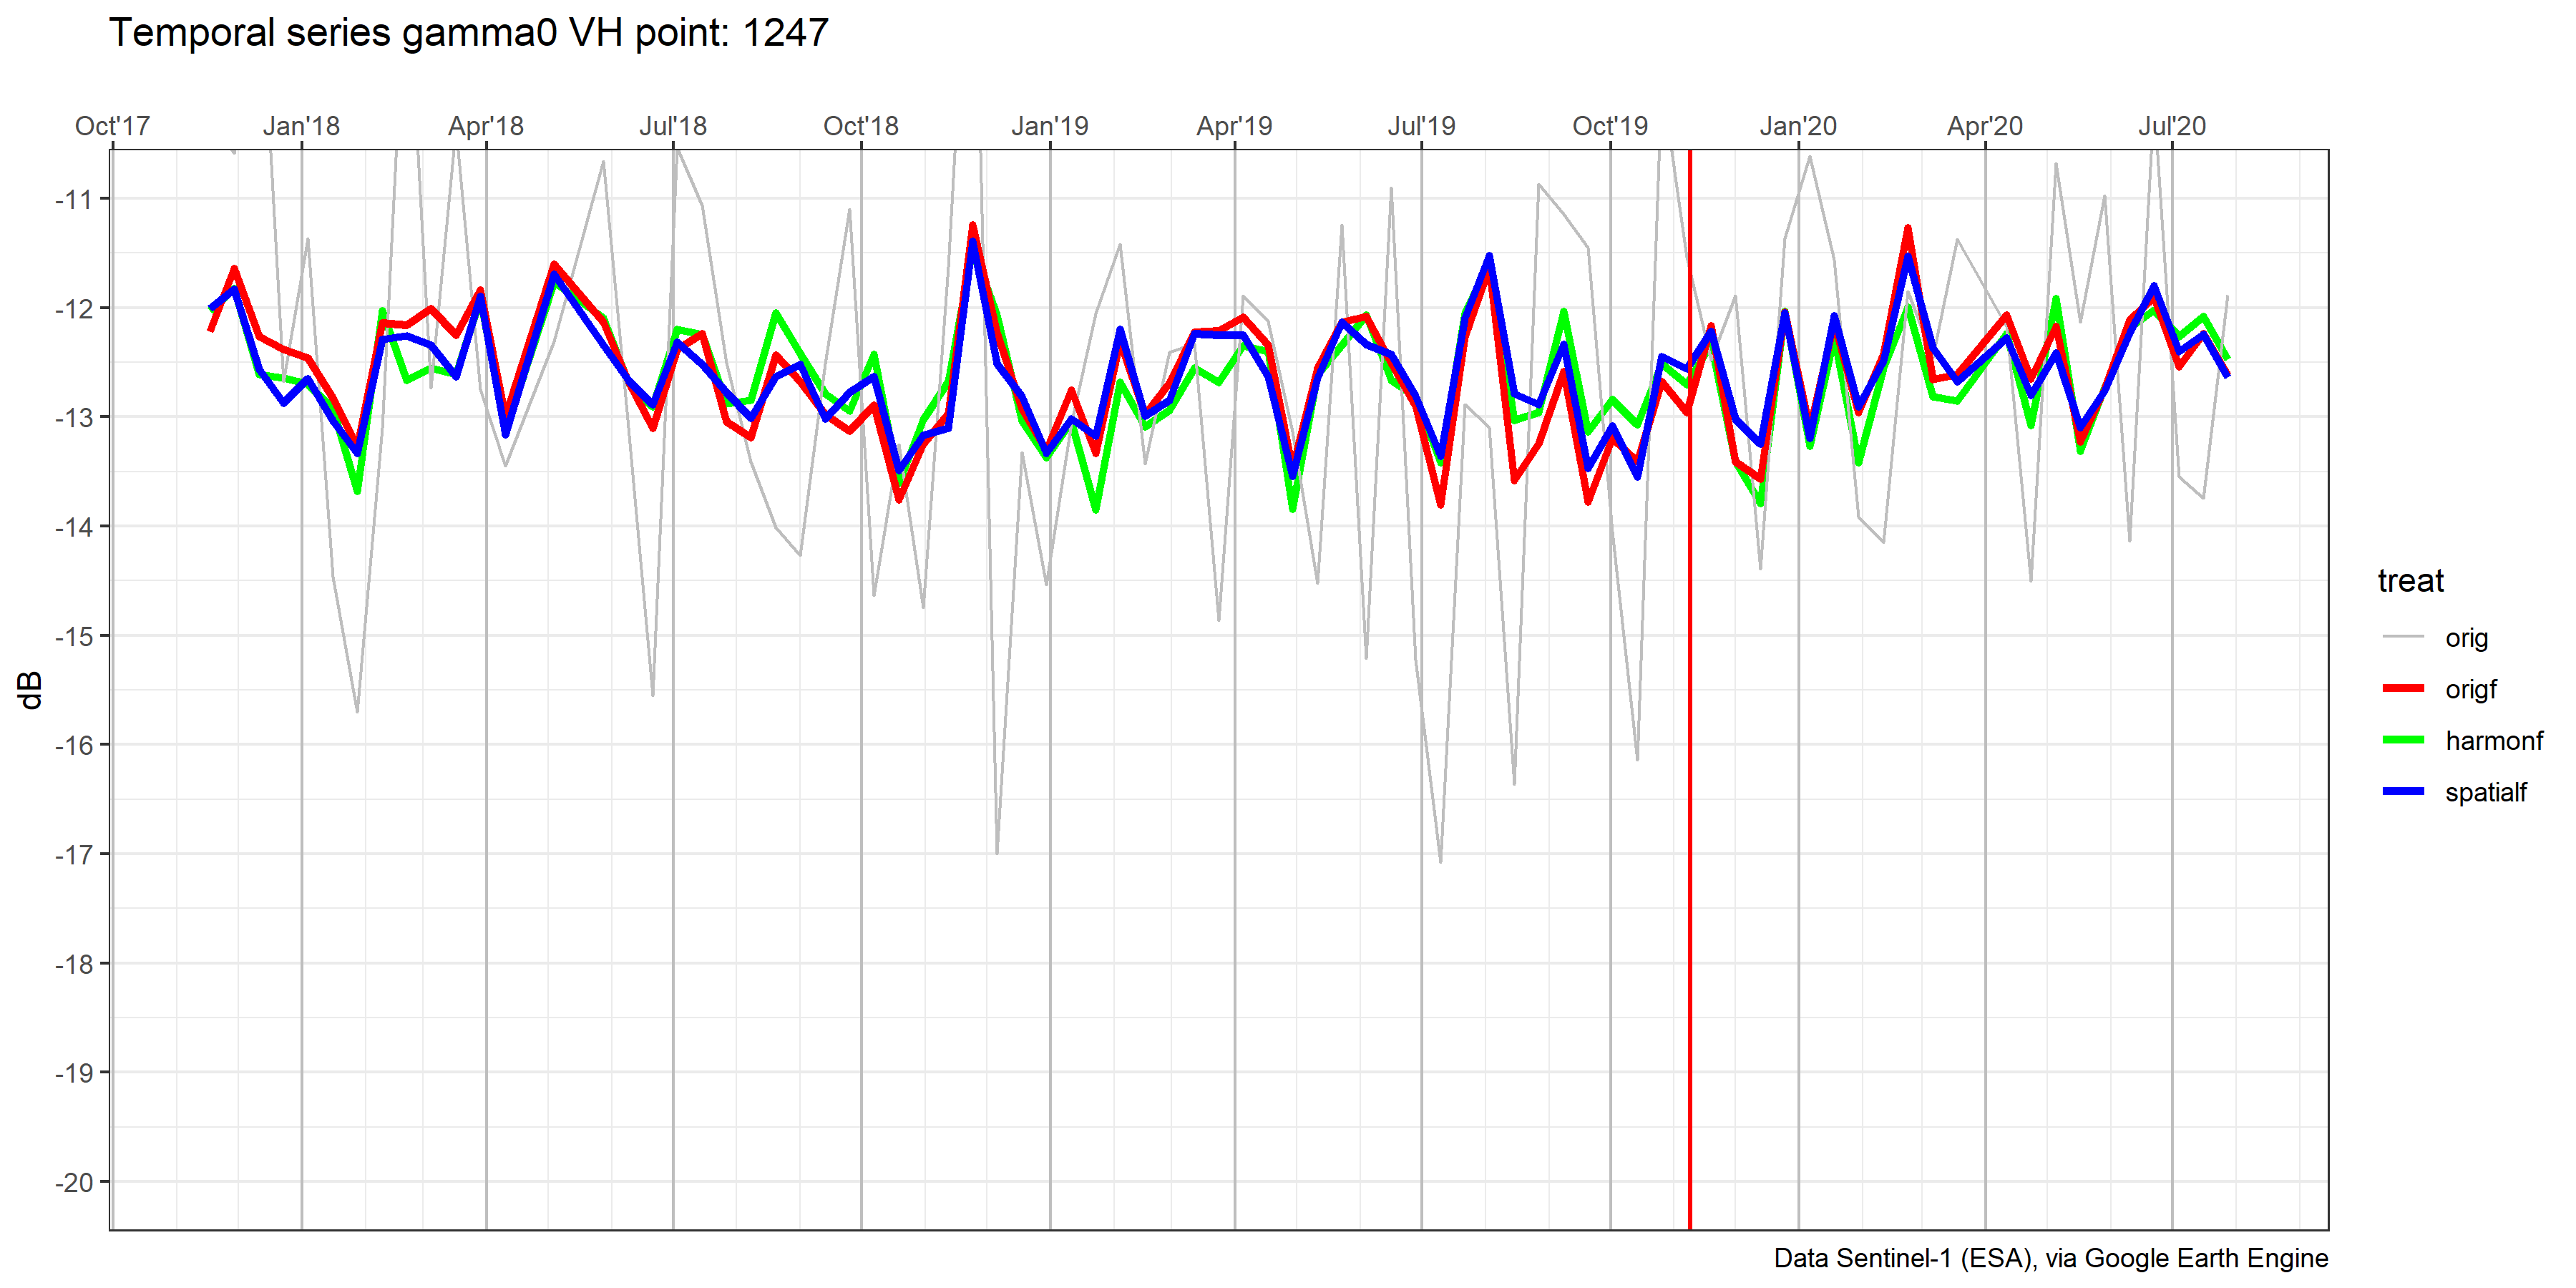 Temporal series gamma0 VH point: 1247
Oct'17 Jan'18 Apr'18 Jul'18 Oct'18 Jan'19 Apr'19 Jul'19 Oct'19 Jan'20 Apr'20 Jul'20
-11
-12
-13
-14
-15
-16
-17
-18
-19
-20
dB
treat
orig
origf
harmonf
spatialf
Data Sentinel-1 (ESA), via Google Earth Engine